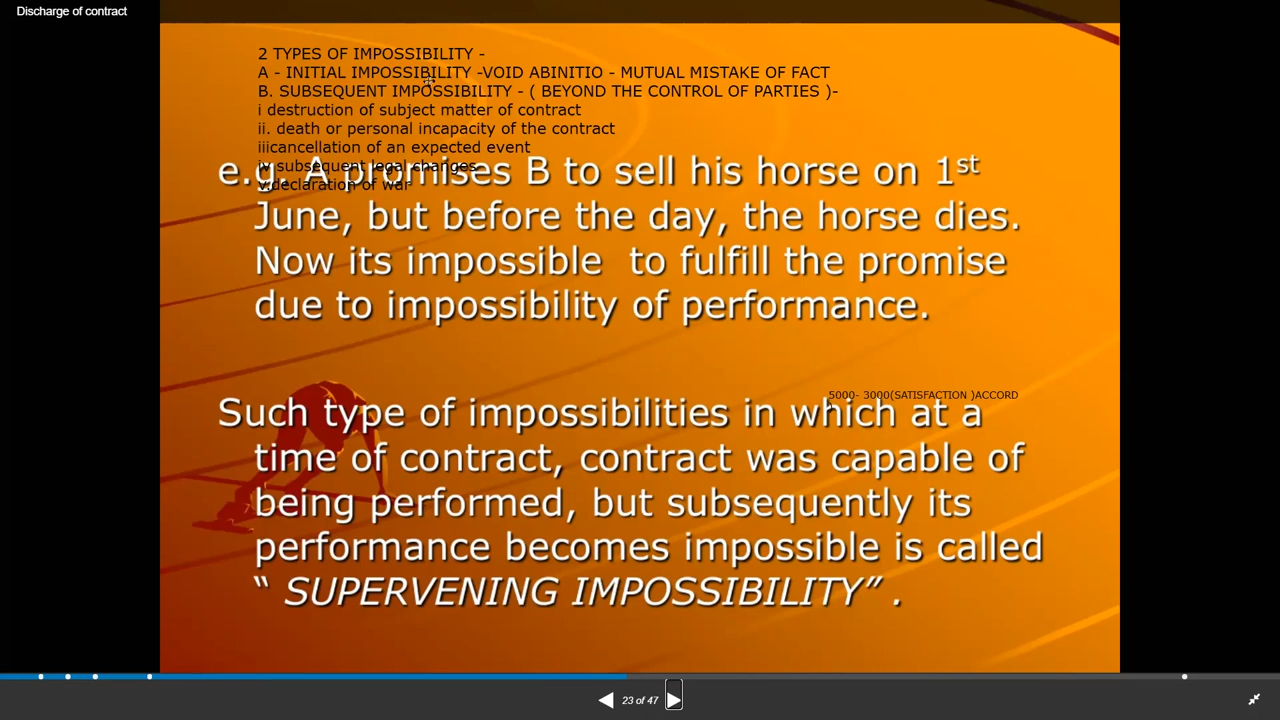 Discharge of contract
2 TYPES OF IMPOSSIBILITY -
A - INITIAL IMPOSSIBILITY -VOID ABINITIO - MUTUAL MISTAKE OF FACT
B. SUBSEQUENT IMPOSSIBILITY - ( BEYOND THE CONTROL OF PARTIES )-
i destruction of subject matter of contract
ii. death or personal incapacity of the contract
iiicancellation of an expected event
iv subsequent legal changes
v.declaration of war
e.g. A promises B to sell his horse on 1st
June, but before the day, the horse dies.
Now its impossible to fulfill the promise
due to impossibility of performance.
5000- 3000(SATISFACTION )ACCORD
Such type of impossibilities in which at a
time of contract, contract was capable of
being performed, but subsequently its
performance becomes impossible is called
“ SUPERVENING IMPOSSIBILITY” .
23 of 47